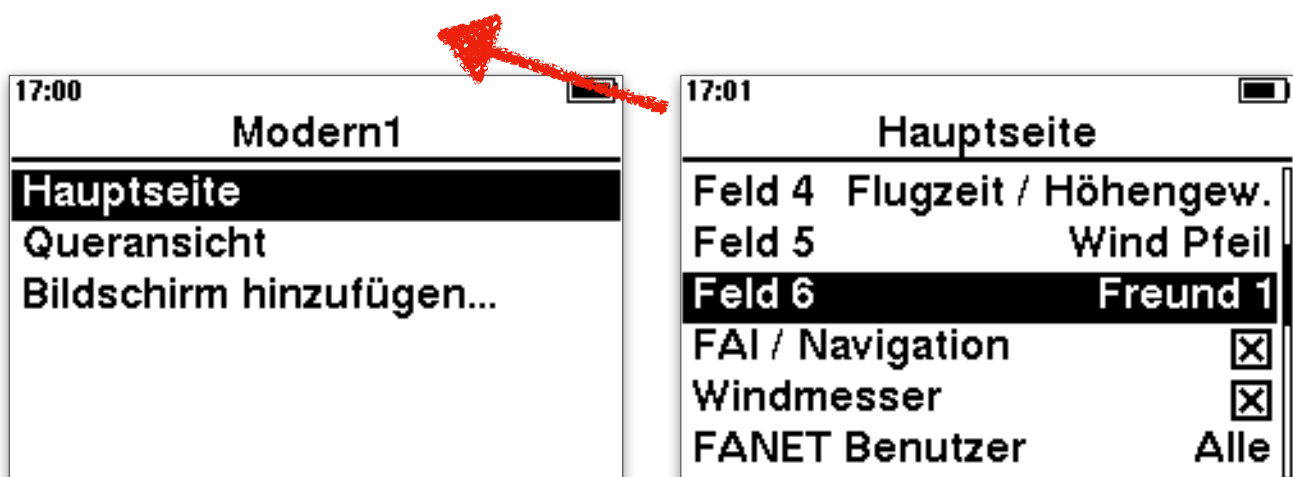 17:00
Modern1
Hauptseite
Queransicht
Bildschirm hinzufügen...
17:01
Hauptseite
Feld 4 Flugzeit / Höhengew.
Feld 5 Wind Pfeil
Feld 6 Freund 1
FAI / Navigation
Windmesser
FANET Benutzer Alle